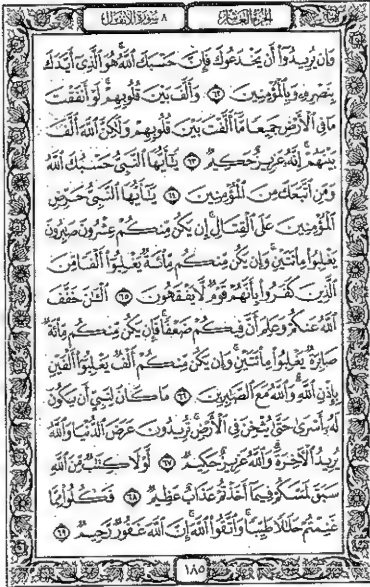 الجزء العاشر ٨ سورة الأنفال
وَإِن يُرِيدُوٓا۟ أَن يَخْدَعُوكَ فَإِنَّ حَسْبَكَ ٱللَّهُ هُوَ ٱلَّذِىٓ أَيَّدَكَ
بِنَصْرِهِۦ وَبِٱلْمُؤْمِنِينَ ٦٢ وَأَلَّفَ بَيْنَ قُلُوبِهِمْ لَوْ أَنفَقْتَ
مَا فِى ٱلْأَرْضِ جَمِيعًا مَّآ أَلَّفْتَ بَيْنَ قُلُوبِهِمْ وَلَٰكِنَّ ٱللَّهَ أَلَّفَ
بَيْنَهُمْ إِنَّهُۥ عَزِيزٌ حَكِيمٌ ٦٣ يَٰٓأَيُّهَا ٱلنَّبِىُّ حَسْبُكَ ٱللَّهُ
وَمَنِ ٱتَّبَعَكَ مِنَ ٱلْمُؤْمِنِينَ ٦٤ يَٰٓأَيُّهَا ٱلنَّبِىُّ حَرِّضِ
ٱلْمُؤْمِنِينَ عَلَى ٱلْقِتَالِ إِن يَكُن مِّنكُمْ عِشْرُونَ صَٰبِرُونَ
يَغْلِبُوا۟ مِا۟ئَتَيْنِ وَإِن يَكُن مِّنكُم مِّا۟ئَةٌ يَغْلِبُوٓا۟ أَلْفًا مِّنَ
ٱلَّذِينَ كَفَرُوا۟ بِأَنَّهُمْ قَوْمٌ لَّا يَفْقَهُونَ ٦٥ ٱلْـَٰٔنَ خَفَّفَ
ٱللَّهُ عَنكُمْ وَعَلِمَ أَنَّ فِيكُمْ ضَعْفًا فَإِن يَكُن مِّنكُم مِّا۟ئَةٌ
صَابِرَةٌ يَغْلِبُوا۟ مِا۟ئَتَيْنِ وَإِن يَكُن مِّنكُمْ أَلْفٌ يَغْلِبُوٓا۟ أَلْفَيْنِ
بِإِذْنِ ٱللَّهِ وَٱللَّهُ مَعَ ٱلصَّٰبِرِينَ ٦٦ مَا كَانَ لِنَبِىٍّ أَن يَكُونَ
لَهُۥٓ أَسْرَىٰ حَتَّىٰ يُثْخِنَ فِى ٱلْأَرْضِ تُرِيدُونَ عَرَضَ ٱلدُّنْيَا وَٱللَّهُ
يُرِيدُ ٱلْـَٔاخِرَةَ وَٱللَّهُ عَزِيزٌ حَكِيمٌ ٦٧ لَّوْلَا كِتَٰبٌ مِّنَ ٱللَّهِ
سَبَقَ لَمَسَّكُمْ فِيمَآ أَخَذْتُمْ عَذَابٌ عَظِيمٌ ٦٨ فَكُلُوا۟ مِمَّا
غَنِمْتُمْ حَلَٰلًا طَيِّبًا وَٱتَّقُوا۟ ٱللَّهَ إِنَّ ٱللَّهَ غَفُورٌ رَّحِيمٌ ٦٩
١٨٥